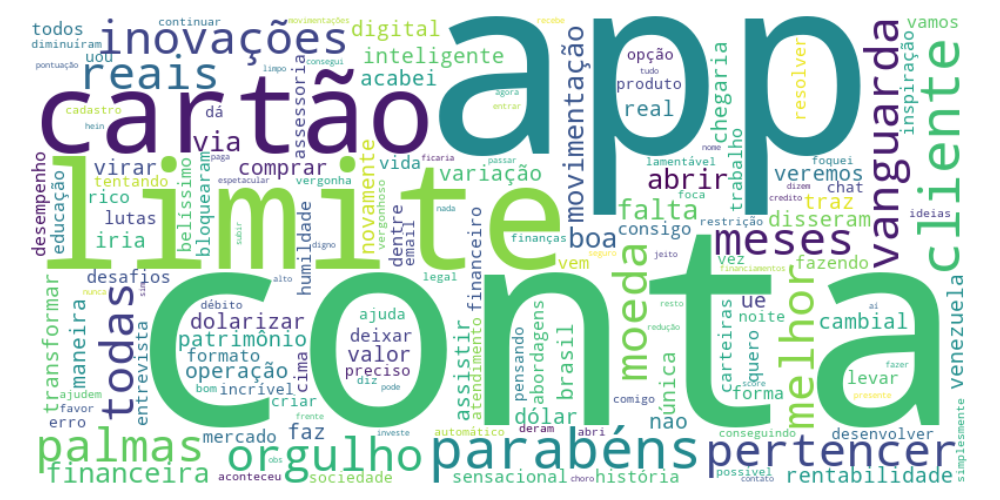 todos
continuar
movimentações
recebe
diminuíram
uou
inovações
digital
consegui
pontuação
reais
limpo
inteligente
acabei
app
cartão
cadastro
agora
entrar
hein
dá
via
assessoria
movimentação
opção
tudo
produto
real
resolver
chegaria
vanguarda
inspiração
vamos
cliente
desempenho
educação
virar
tentando
rico
lutas
iria
belíssimo
bloquearam
paga
comprar
espetacular
vergonha
humildade
novamente
vergonhoso
vida
ficaria
passar
variação
nada
digno
subir
limite
dentre
email
financeiro
finanças
boa
nome
lamentável
abrir
foca
falta
consigo
disseram
trabalho
restrição
dizem
credito
veremos
foquei
traz
chat
ideias
jeito
meses
vez
fazendo
financiamentos
desafios
nunca
sim
alto
legal
vem
seguro
moeda
resto
redução
ue
noite
carteiras
quero
melhor
aí
cambial
fazer
levar
venezuela
simplesmente
transformar
maneira
todas
entrevista
débito
dolarizar
patrimônio
formato
operação
bom
incrível
cima
criar
ajuda
deixar
valor
preciso
diz
pode
conta
assistir
atendimento
pensando
abordagens
brasil
dólar
única
não
comigo
forma
score
presente
ajudem
favor
erro
palmas
financeira
aconteceu
mercado
faz
frente
investe
orgulho
obs
sociedade
choro
automático
deram
abri
parabéns
sensacional
história
conseguindo
desenvolver
pertencer
possível
contato
rentabilidade